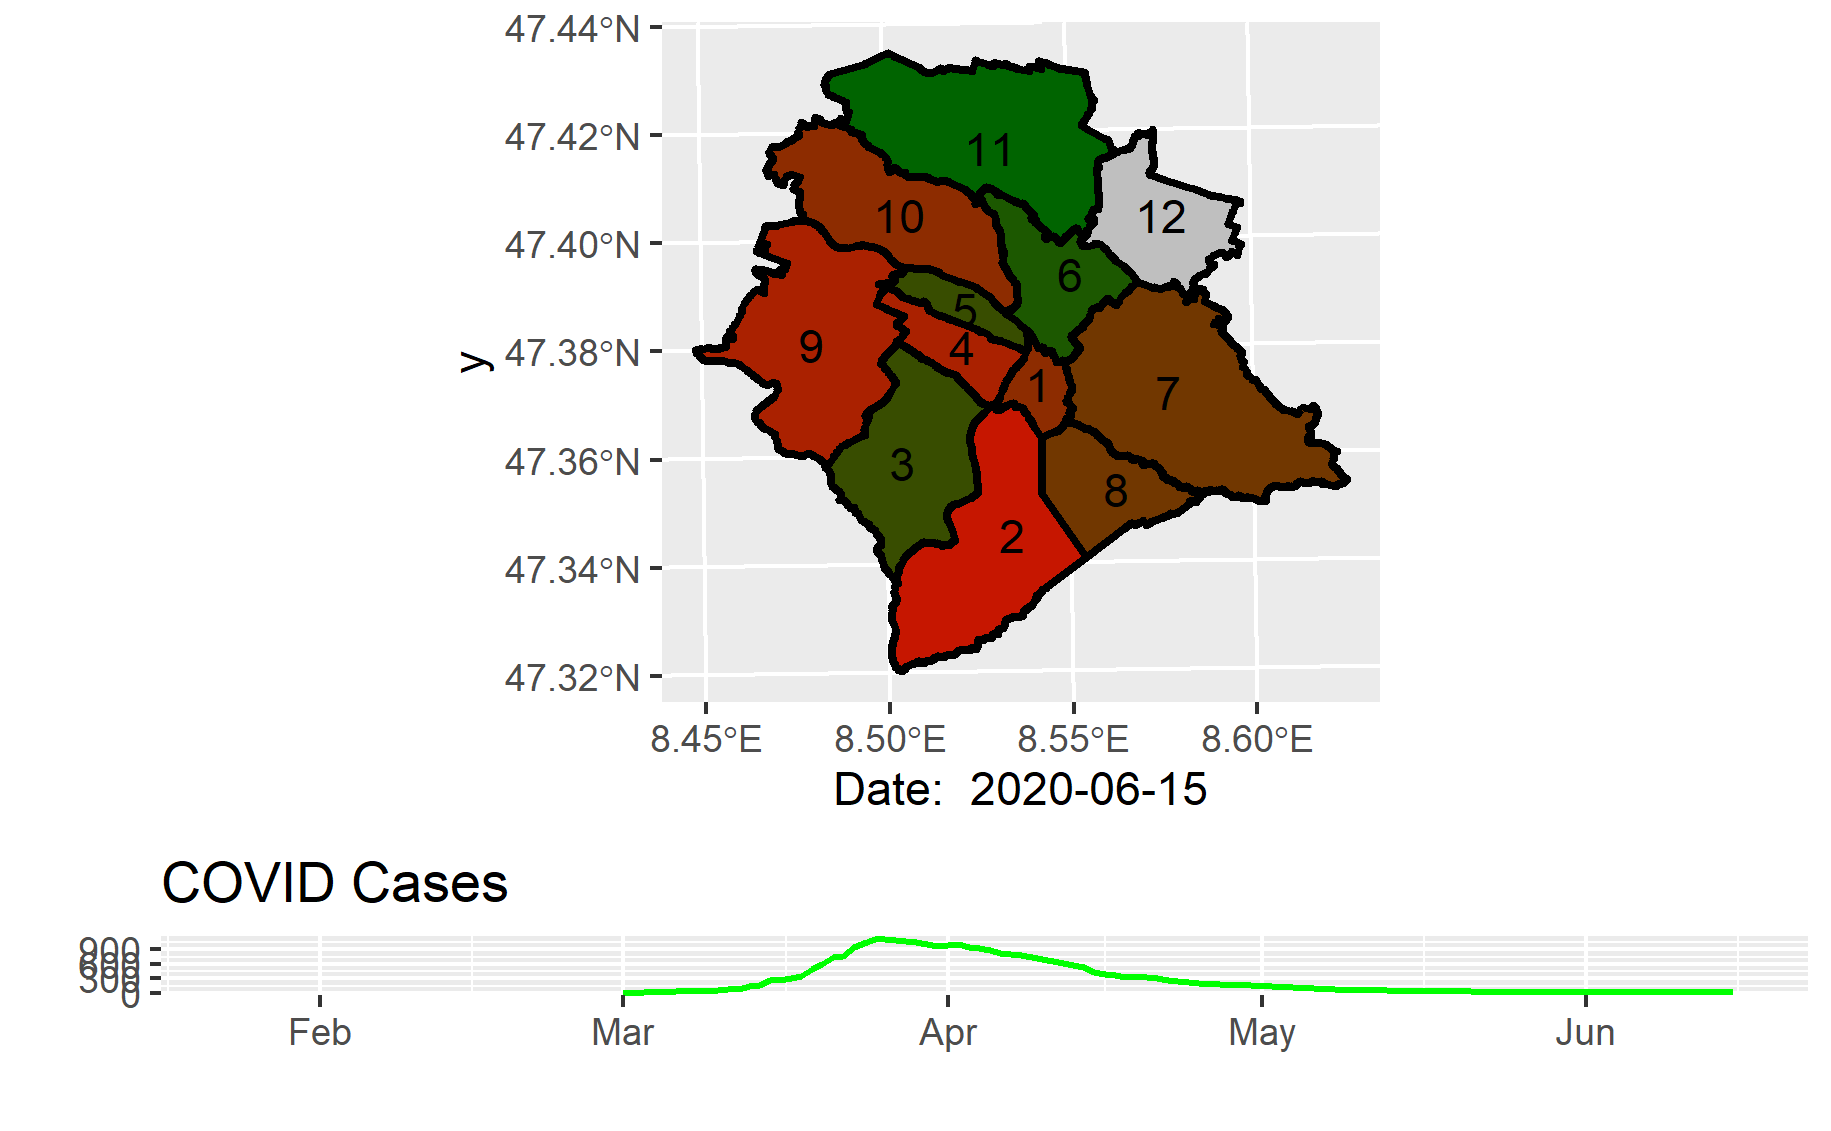 47.44°N
47.42°N
47.40°N
47.38°N
47.36°N
47.34°N
47.32°N
y
11
12
10
6
5
4
9
1
7
3
8
2
8.45°E 8.50°E 8.55°E 8.60°E
Date: 2020-06-15
COVID Cases
900
600
300
0
Feb Mar Apr May Jun